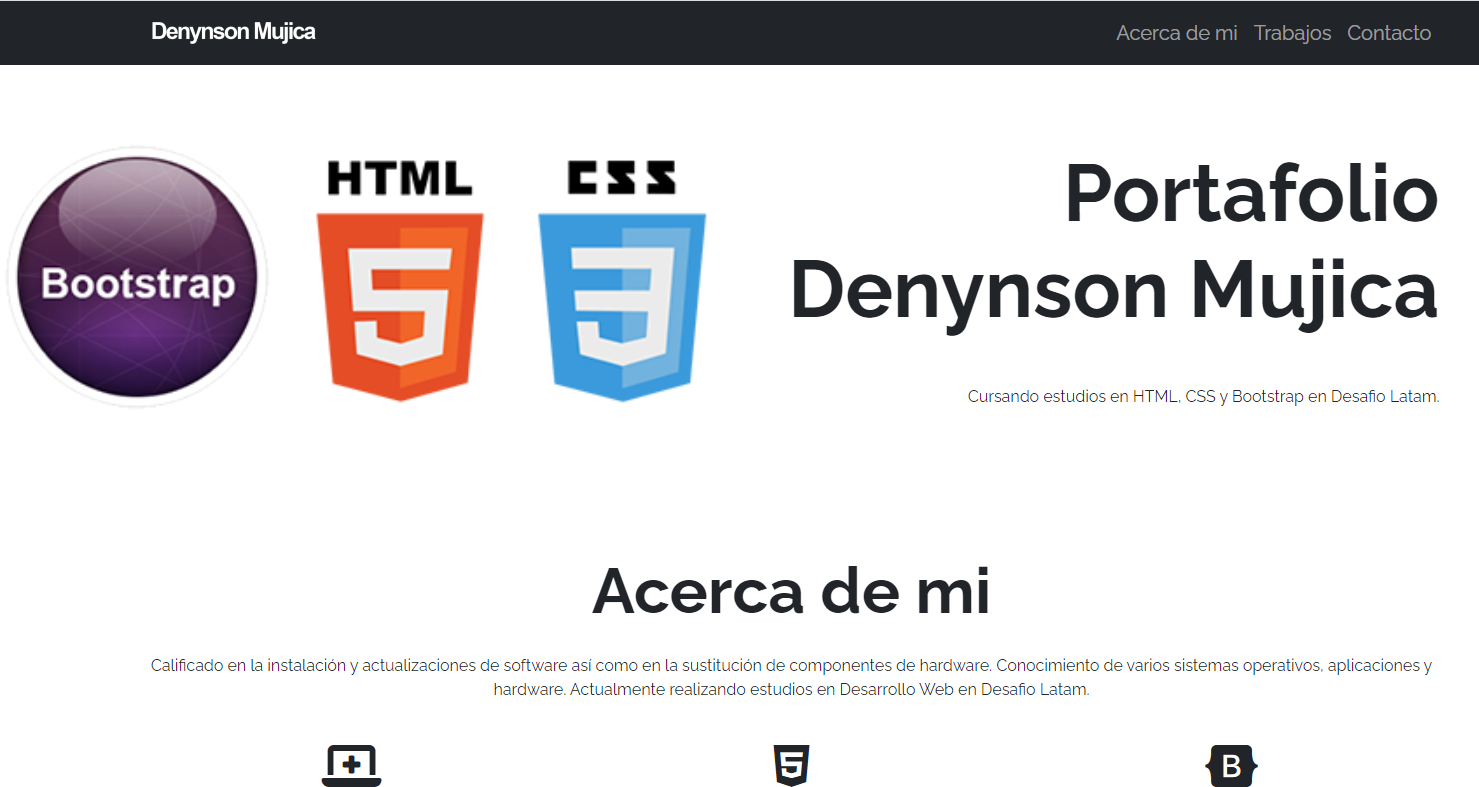 Denynson Mujica
Acerca de mi Trabajos Contacto
Bootstrap
HTML
5
CSS
3
Portafolio
Denynson Mujica
Cursando estudios en HTML, CSS y Bootstrap en Desafio Latam.
Acerca de mi
Calificado en la instalación y actualizaciones de software así como en la sustitución de componentes de hardware. Conocimiento de varios sistemas operativos, aplicaciones y
hardware. Actualmente realizando estudios en Desarrollo Web en Desafio Latam.
5
B